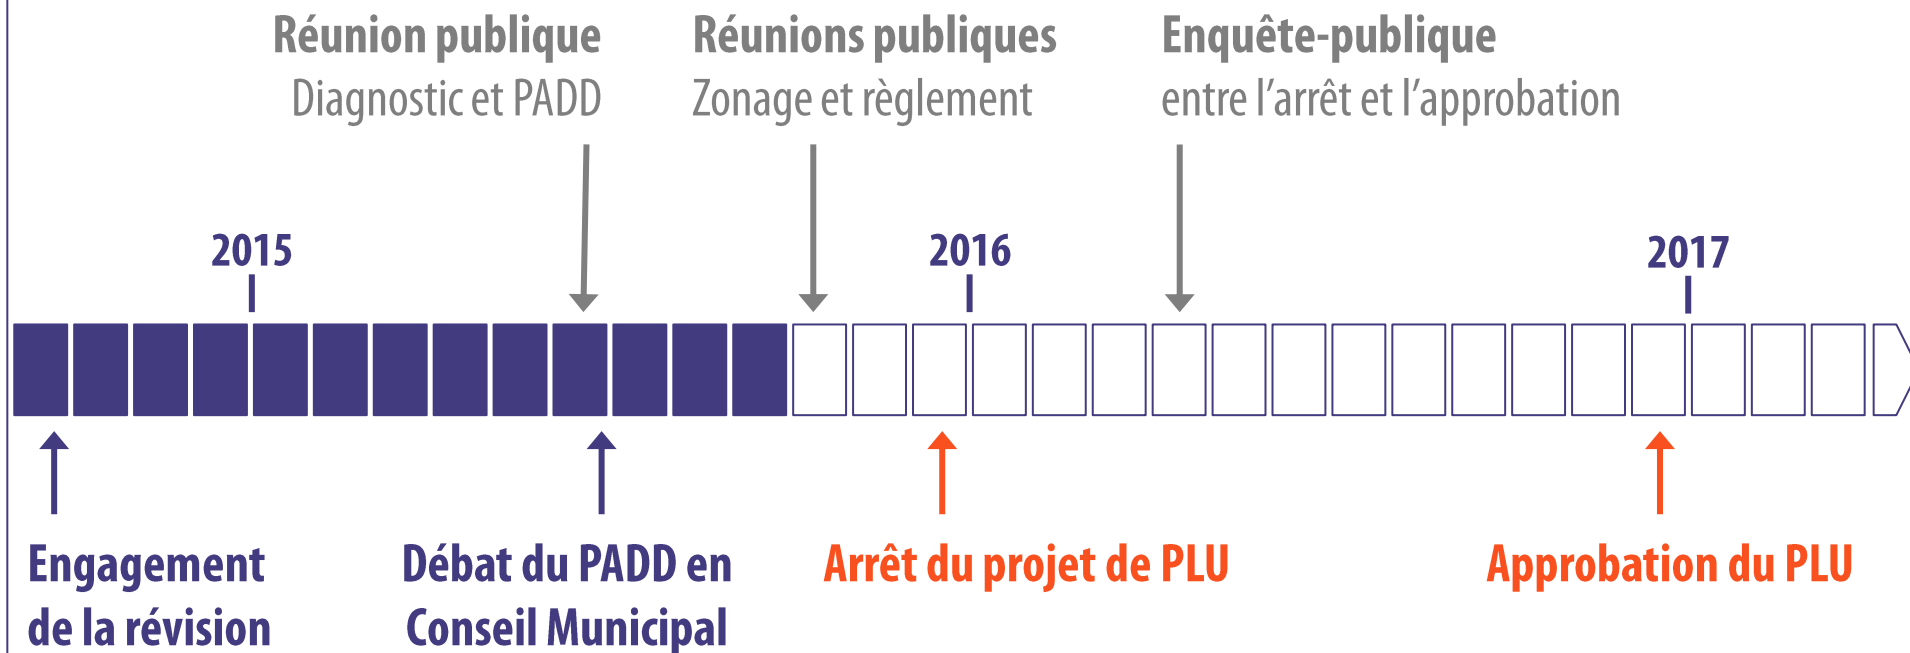 Réunion publique
Diagnostic et PADD
Réunions publiques
Zonage et règlement
Enquête-publique
entre l’arrêt et l’approbation
2015
2016
2017
Engagement
de la révision
Débat du PADD en
Conseil Municipal
Arrêt du projet de PLU
Approbation du PLU